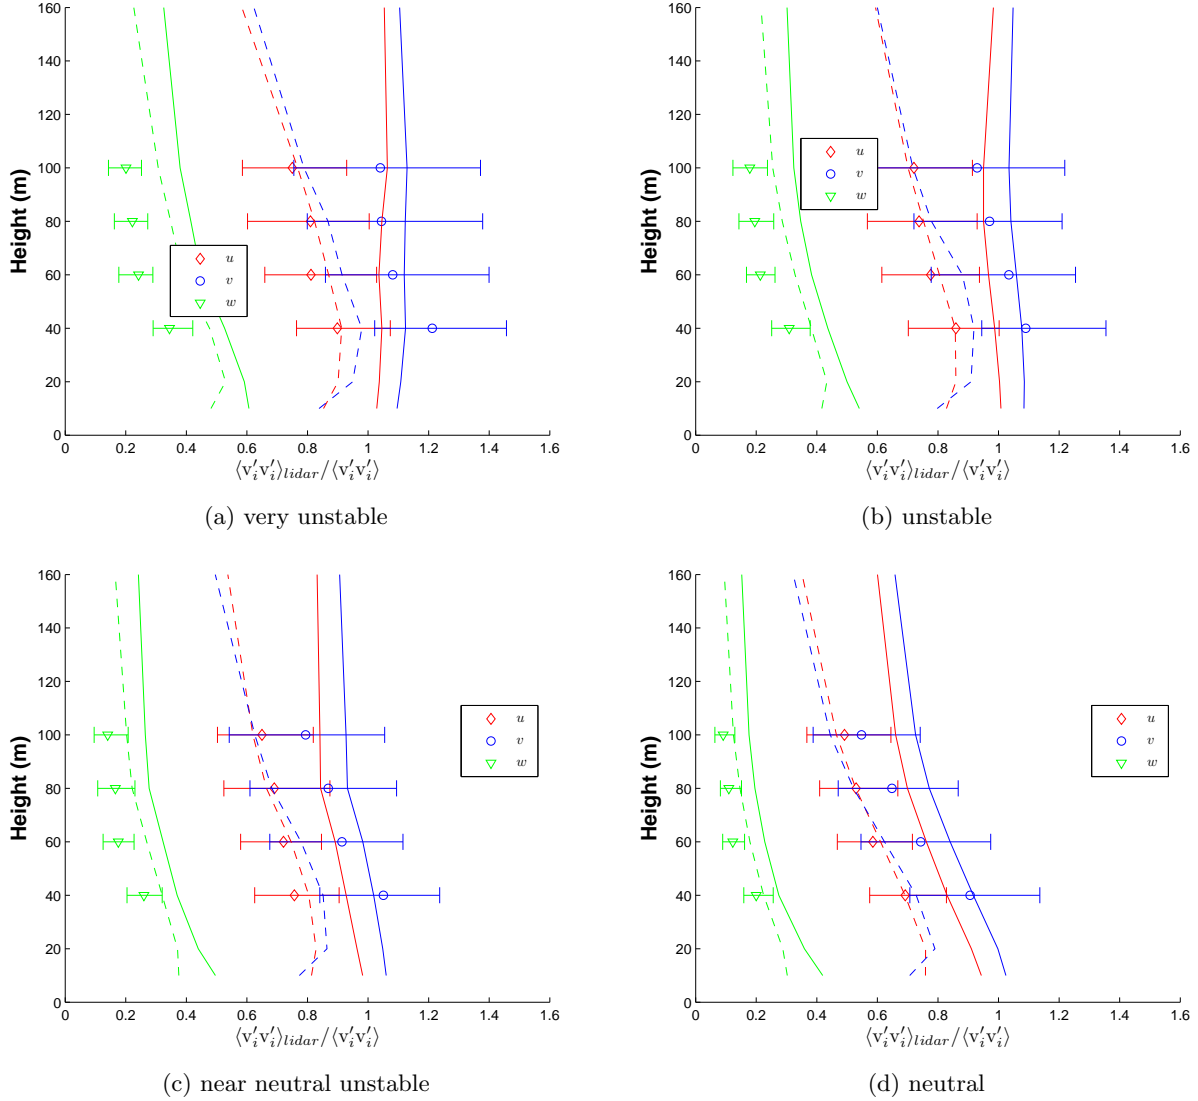 160
140
120
100
80
60
40
20
0
Height (m)
u
v
w
0 0.2 0.4 0.6 0.8 1 1.2 1.4 1.6
⟨v′ᵢv′ᵢ⟩lidar/⟨v′ᵢv′ᵢ⟩
(a) very unstable
160
140
120
100
80
60
40
20
0
Height (m)
u
v
w
0 0.2 0.4 0.6 0.8 1 1.2 1.4 1.6
⟨v′ᵢv′ᵢ⟩lidar/⟨v′ᵢv′ᵢ⟩
(b) unstable
160
140
120
100
80
60
40
20
0
Height (m)
u
v
w
0 0.2 0.4 0.6 0.8 1 1.2 1.4 1.6
⟨v′ᵢv′ᵢ⟩lidar/⟨v′ᵢv′ᵢ⟩
(c) near neutral unstable
160
140
120
100
80
60
40
20
0
Height (m)
u
v
w
0 0.2 0.4 0.6 0.8 1 1.2 1.4 1.6
⟨v′ᵢv′ᵢ⟩lidar/⟨v′ᵢv′ᵢ⟩
(d) neutral